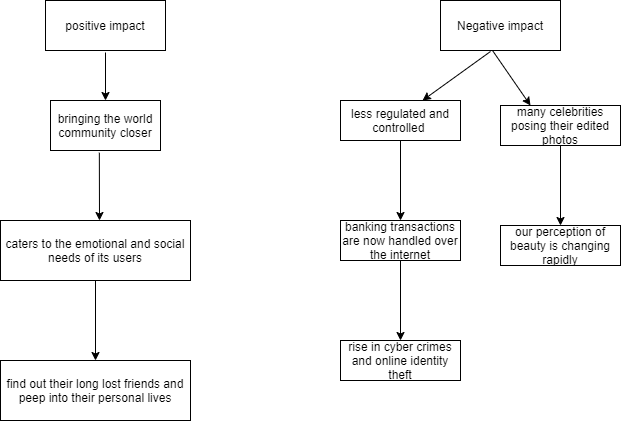 positive impact
bringing the world
community closer
caters to the emotional and social
needs of its users
find out their long lost friends and
peep into their personal lives
Negative impact
less regulated and
controlled
banking transactions
are now handled over
the internet
rise in cyber crimes
and online identity
theft
many celebrities
posing their edited
photos
our perception of
beauty is changing
rapidly